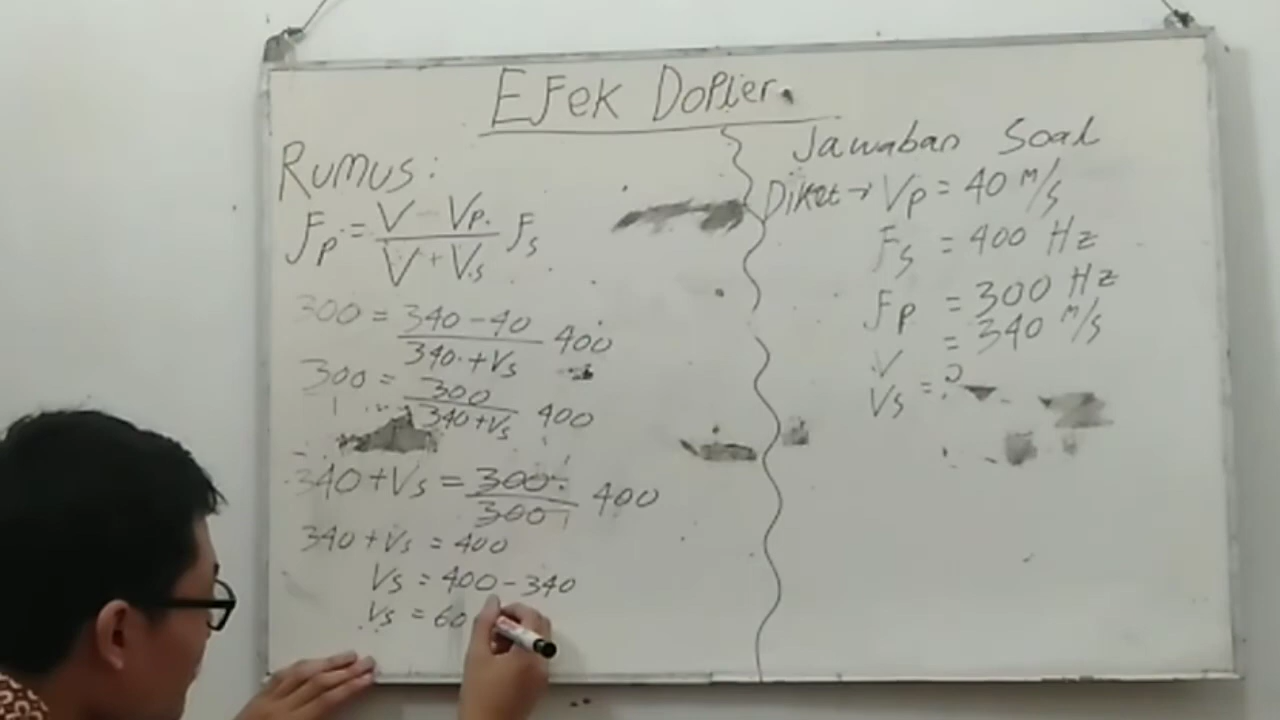 EFek DoPler.
Rumus:
Fp = V - Vp. / V + Vs Fs
300 = 340 - 40 / 340 + Vs 400
300 = 300 / 340 + Vs 400
340 + Vs = 300 / 300 400
340 + Vs = 400
Vs = 400 - 340
Vs = 60
Jawaban Soal
Diket → Vp = 40 m/s
Fs = 400 Hz
Fp = 300 Hz
V = 340 m/s
Vs = ?